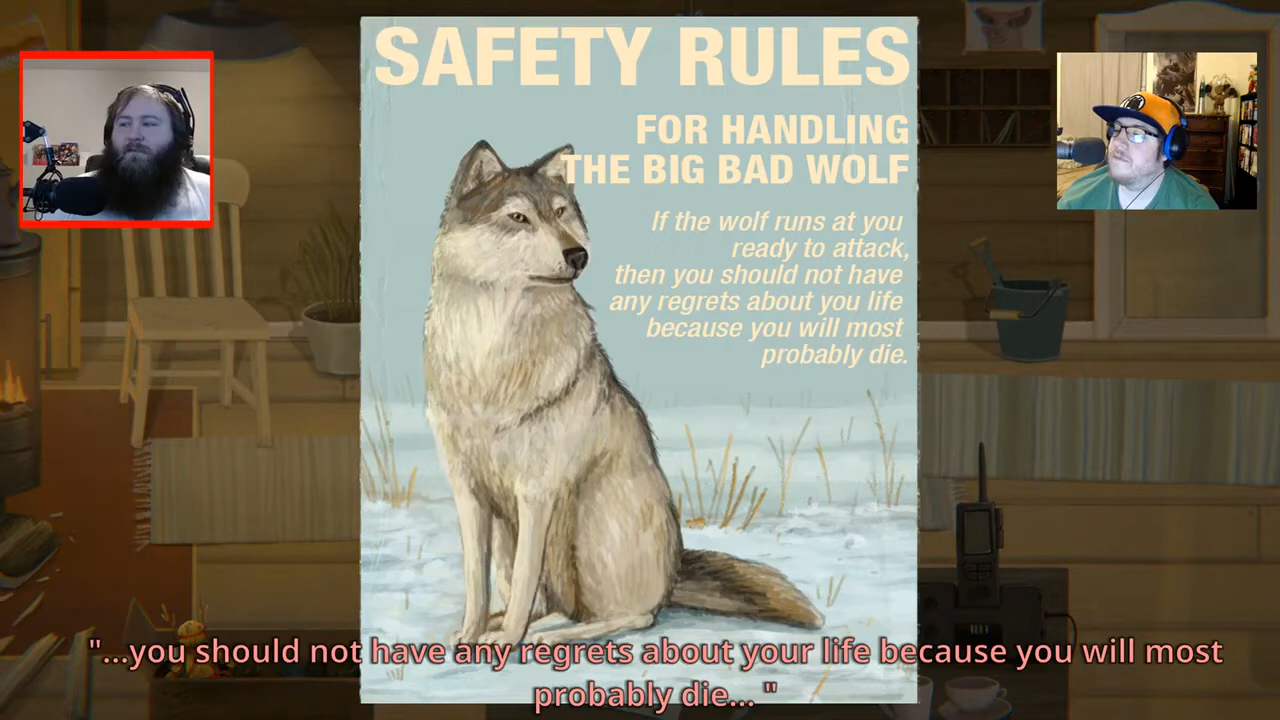 SAFETY RULES
FOR HANDLING
THE BIG BAD WOLF
If the wolf runs at you
ready to attack,
then you should not have
any regrets about you life
because you will most
probably die.
"...you should not have any regrets about your life because you will most
probably die... "